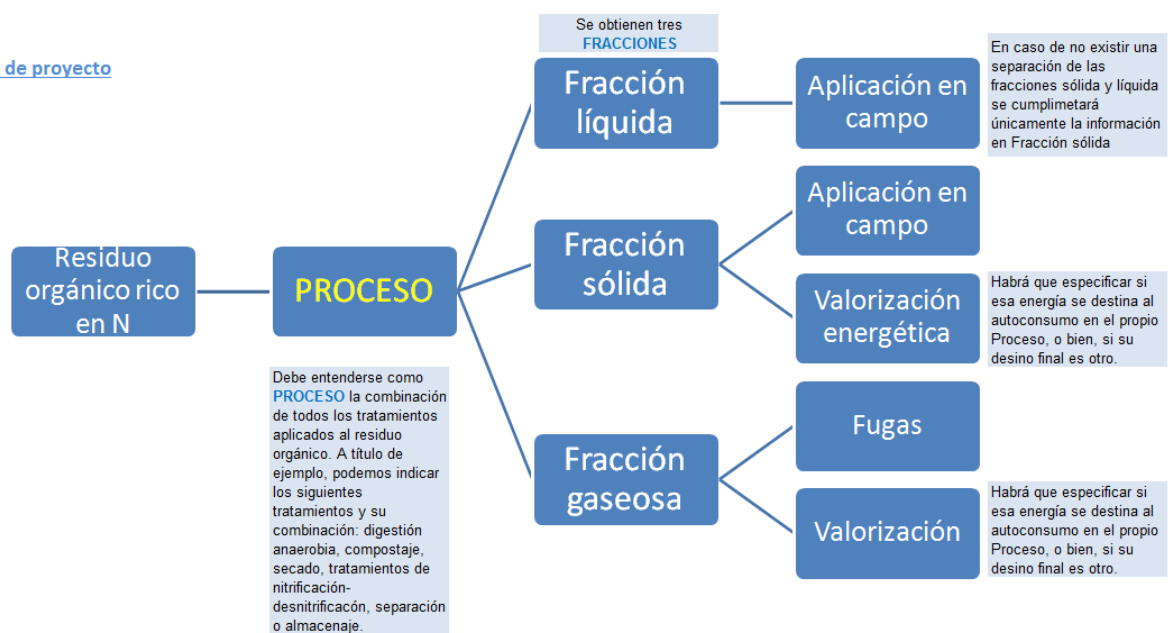 de proyecto
Se obtienen tres
FRACCIONES
Fracción
líquida
Aplicación en
campo
En caso de no existir una
separación de las
fracciones sólida y líquida
se cumplimetará
únicamente la información
en Fracción sólida
Residuo
orgánico rico
en N
PROCESO
Debe entenderse como
PROCESO la combinación
de todos los tratamientos
aplicados al residuo
orgánico. A título de
ejemplo, podemos indicar
los siguientes
tratamientos y su
combinación: digestión
anaerobia, compostaje,
secado, tratamientos de
nitrificación-
desnitrificacón, separación
o almacenaje.
Fracción
sólida
Aplicación en
campo
Valorización
energética
Habrá que especificar si
esa energía se destina al
autoconsumo en el propio
Proceso, o bien, si su
desino final es otro.
Fracción
gaseosa
Fugas
Valorización
Habrá que especificar si
esa energía se destina al
autoconsumo en el propio
Proceso, o bien, si su
desino final es otro.